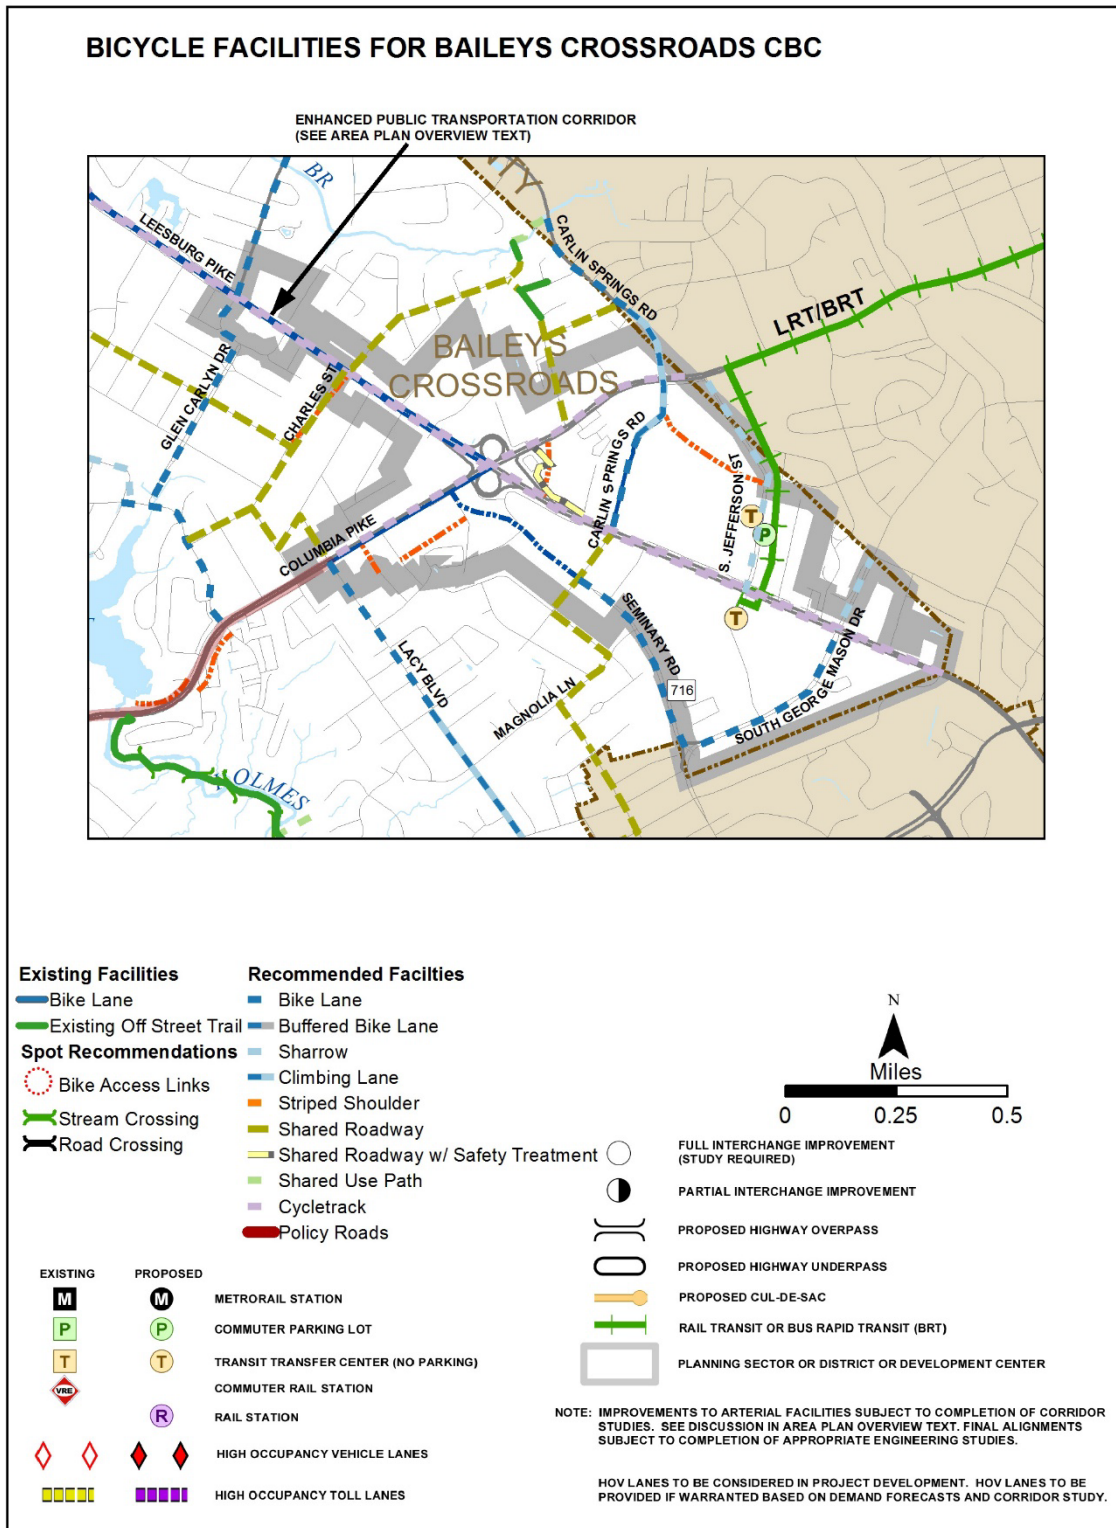 BICYCLE FACILITIES FOR BAILEYS CROSSROADS CBC
ENHANCED PUBLIC TRANSPORTATION CORRIDOR
(SEE AREA PLAN OVERVIEW TEXT)
BR
TY
LEESBURG PIKE
CARLIN SPRINGS RD
LRT/BRT
BAILEYS
CROSSROADS
GLEN CARLYN DR
CHARLES ST
CARLIN SPRINGS RD
S. JEFFERSON ST
T
P
COLUMBIA PIKE
T
SEMINARY RD
LACY BLVD
716
MAGNOLIA LN
SOUTH GEORGE MASON DR
OLMES
Existing Facilities
Bike Lane
Existing Off Street Trail
Spot Recommendations
Bike Access Links
Stream Crossing
Road Crossing
Recommended Facilties
Bike Lane
Buffered Bike Lane
Sharrow
Climbing Lane
Striped Shoulder
Shared Roadway
Shared Roadway w/ Safety Treatment
Shared Use Path
Cycletrack
Policy Roads
N
Miles
0 0.25 0.5
FULL INTERCHANGE IMPROVEMENT
(STUDY REQUIRED)
PARTIAL INTERCHANGE IMPROVEMENT
PROPOSED HIGHWAY OVERPASS
PROPOSED HIGHWAY UNDERPASS
PROPOSED CUL-DE-SAC
RAIL TRANSIT OR BUS RAPID TRANSIT (BRT)
PLANNING SECTOR OR DISTRICT OR DEVELOPMENT CENTER
EXISTING PROPOSED
M M METRORAIL STATION
P P COMMUTER PARKING LOT
T T TRANSIT TRANSFER CENTER (NO PARKING)
VRE COMMUTER RAIL STATION
R RAIL STATION
HIGH OCCUPANCY VEHICLE LANES
HIGH OCCUPANCY TOLL LANES
NOTE: IMPROVEMENTS TO ARTERIAL FACILITIES SUBJECT TO COMPLETION OF CORRIDOR
STUDIES. SEE DISCUSSION IN AREA PLAN OVERVIEW TEXT. FINAL ALIGNMENTS
SUBJECT TO COMPLETION OF APPROPRIATE ENGINEERING STUDIES.
HOV LANES TO BE CONSIDERED IN PROJECT DEVELOPMENT. HOV LANES TO BE
PROVIDED IF WARRANTED BASED ON DEMAND FORECASTS AND CORRIDOR STUDY.